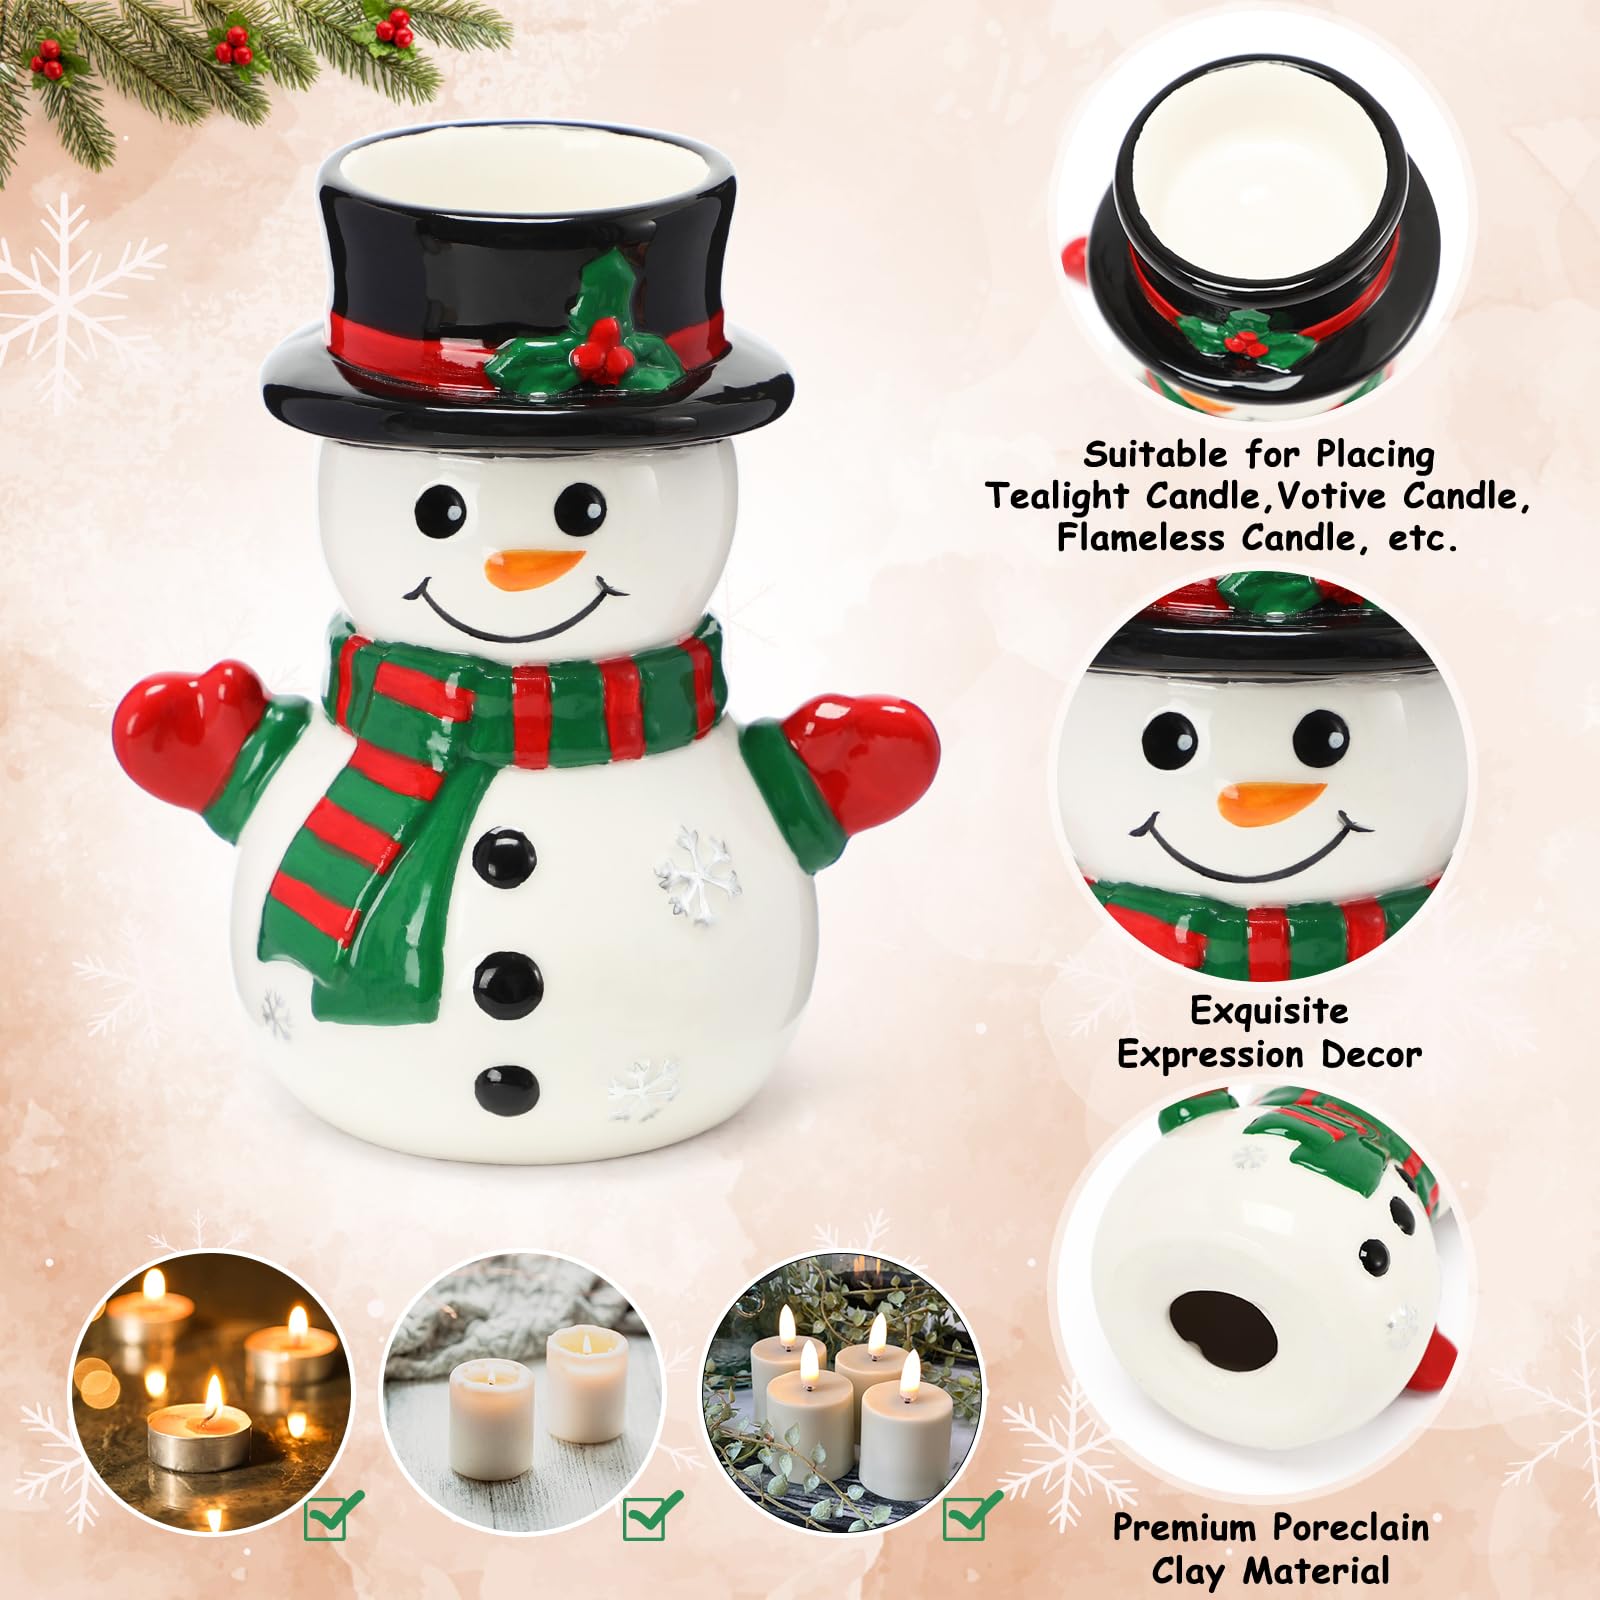 Suitable for Placing
Tealight Candle,Votive Candle,
Flameless Candle, etc.
Exquisite
Expression Decor
Premium Poreclain
Clay Material